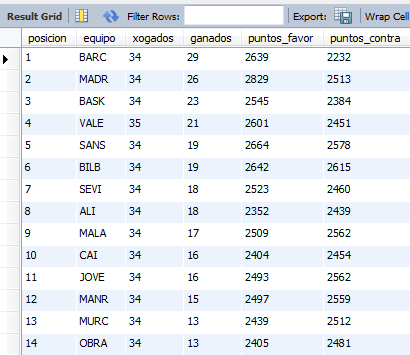 Result Grid Filter Rows: Export: Wrap Cell
posicion equipo xogados ganados puntos_favor puntos_contra
1 BARC 34 29 2639 2232
2 MADR 34 26 2829 2513
3 BASK 34 23 2545 2384
4 VALE 35 21 2601 2451
5 SANS 34 19 2664 2578
6 BILB 34 19 2642 2615
7 SEVI 34 18 2523 2460
8 ALI 34 18 2352 2439
9 MALA 34 17 2509 2562
10 CAI 34 16 2404 2454
11 JOVE 34 16 2493 2562
12 MANR 34 15 2497 2559
13 MURC 34 13 2439 2512
14 OBRA 34 13 2405 2481